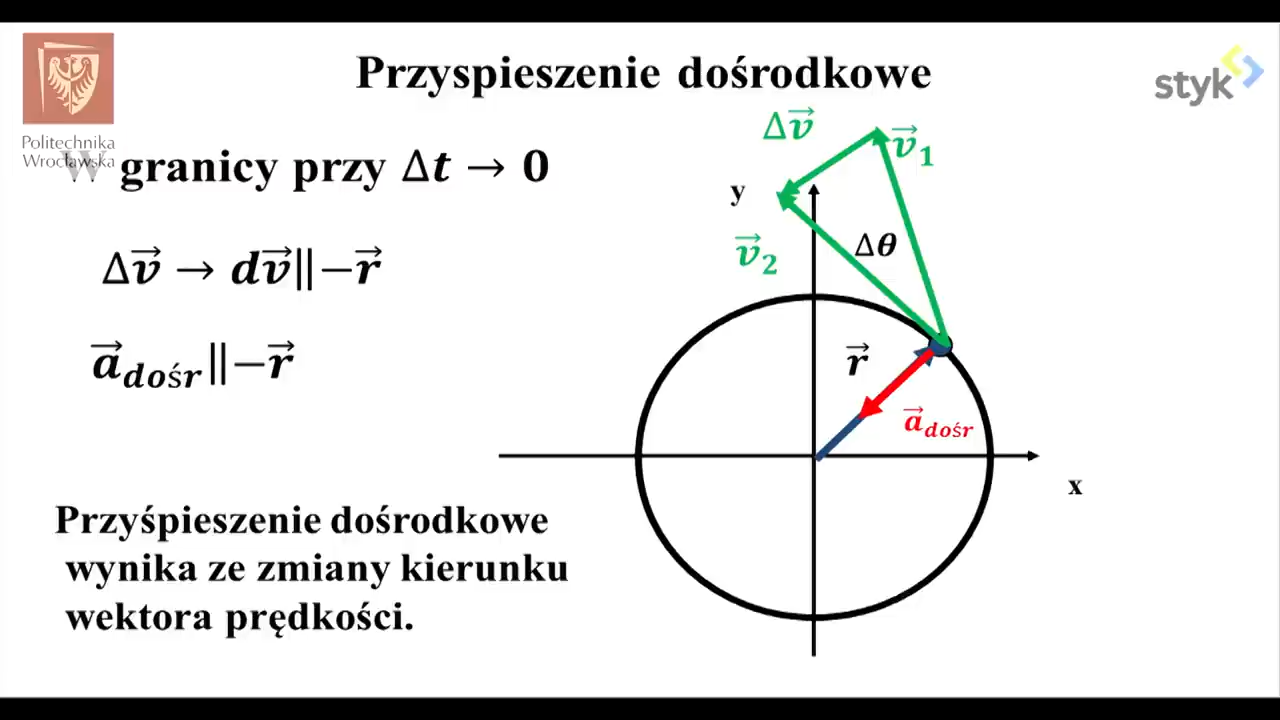 Przyspieszenie dośrodkowe
styk
Politechnika
Wrocławska
W granicy przy Δt → 0
Δv⃗ → dv⃗∥−r⃗
a⃗dośr∥−r⃗
Przyśpieszenie dośrodkowe
wynika ze zmiany kierunku
wektora prędkości.
Δv⃗
v⃗1
y
v⃗2
Δθ
r⃗
a⃗dośr
x